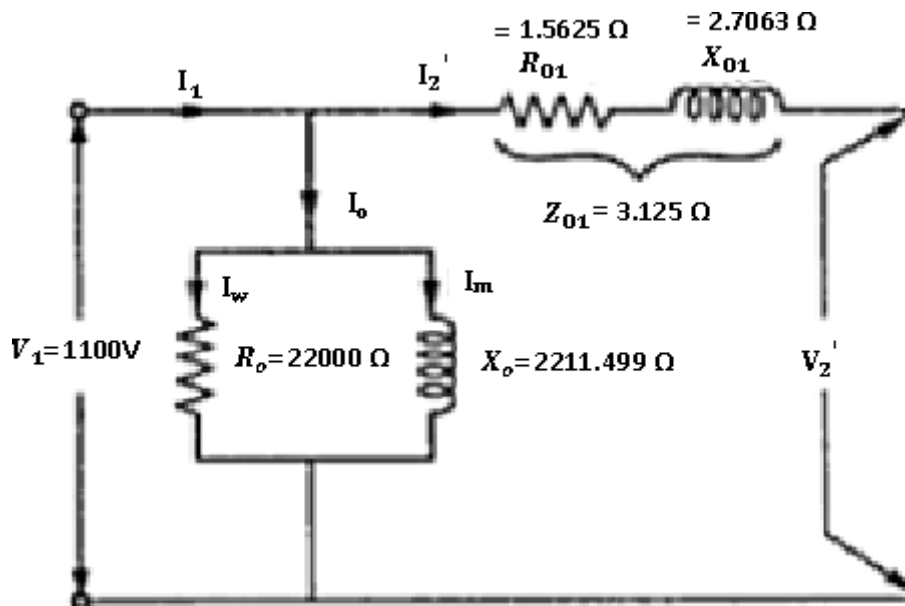 = 1.5625 Ω
= 2.7063 Ω
R₀₁
X₀₁
I₁
I₂'
Z₀₁ = 3.125 Ω
Iₒ
I_w
Iₘ
V₁=1100V
Rₒ=22000 Ω
Xₒ=2211.499 Ω
V₂'